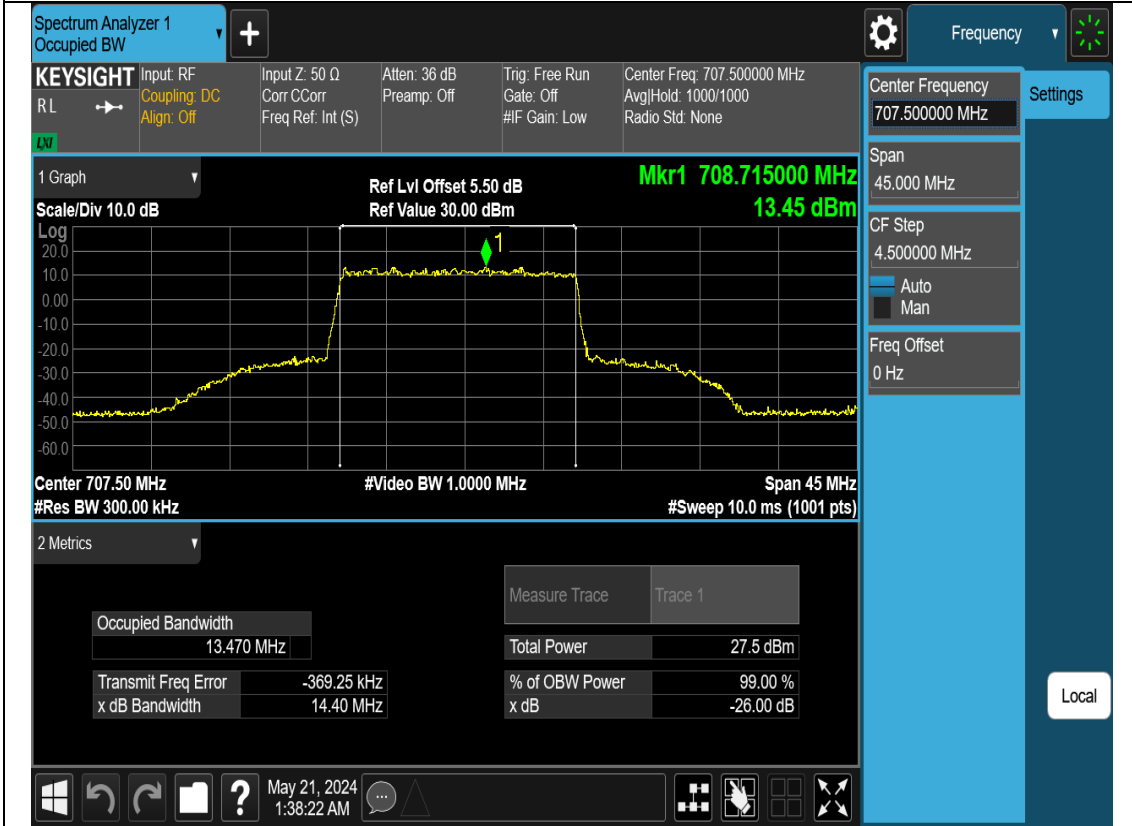 Spectrum Analyzer 1
Occupied BW
+
Frequency
KEYSIGHT
R L
LXI
Input: RF
Coupling: DC
Align: Off
Input Z: 50 Ω
Corr CCorr
Freq Ref: Int (S)
Atten: 36 dB
Preamp: Off
Trig: Free Run
Gate: Off
#IF Gain: Low
Center Freq: 707.500000 MHz
Avg|Hold: 1000/1000
Radio Std: None
Center Frequency
707.500000 MHz
Settings
Span
45.000 MHz
CF Step
4.500000 MHz
Auto
Man
Freq Offset
0 Hz
Local
1 Graph
Scale/Div 10.0 dB
Ref Lvl Offset 5.50 dB
Ref Value 30.00 dBm
Mkr1 708.715000 MHz
13.45 dBm
Log
1
20.0
10.0
0.00
-10.0
-20.0
-30.0
-40.0
-50.0
-60.0
Center 707.50 MHz
#Video BW 1.0000 MHz
Span 45 MHz
#Res BW 300.00 kHz
#Sweep 10.0 ms (1001 pts)
2 Metrics
Measure Trace Trace 1
Occupied Bandwidth
13.470 MHz
Total Power 27.5 dBm
Transmit Freq Error -369.25 kHz
% of OBW Power 99.00 %
x dB Bandwidth 14.40 MHz
x dB -26.00 dB
?
May 21, 2024
1:38:22 AM